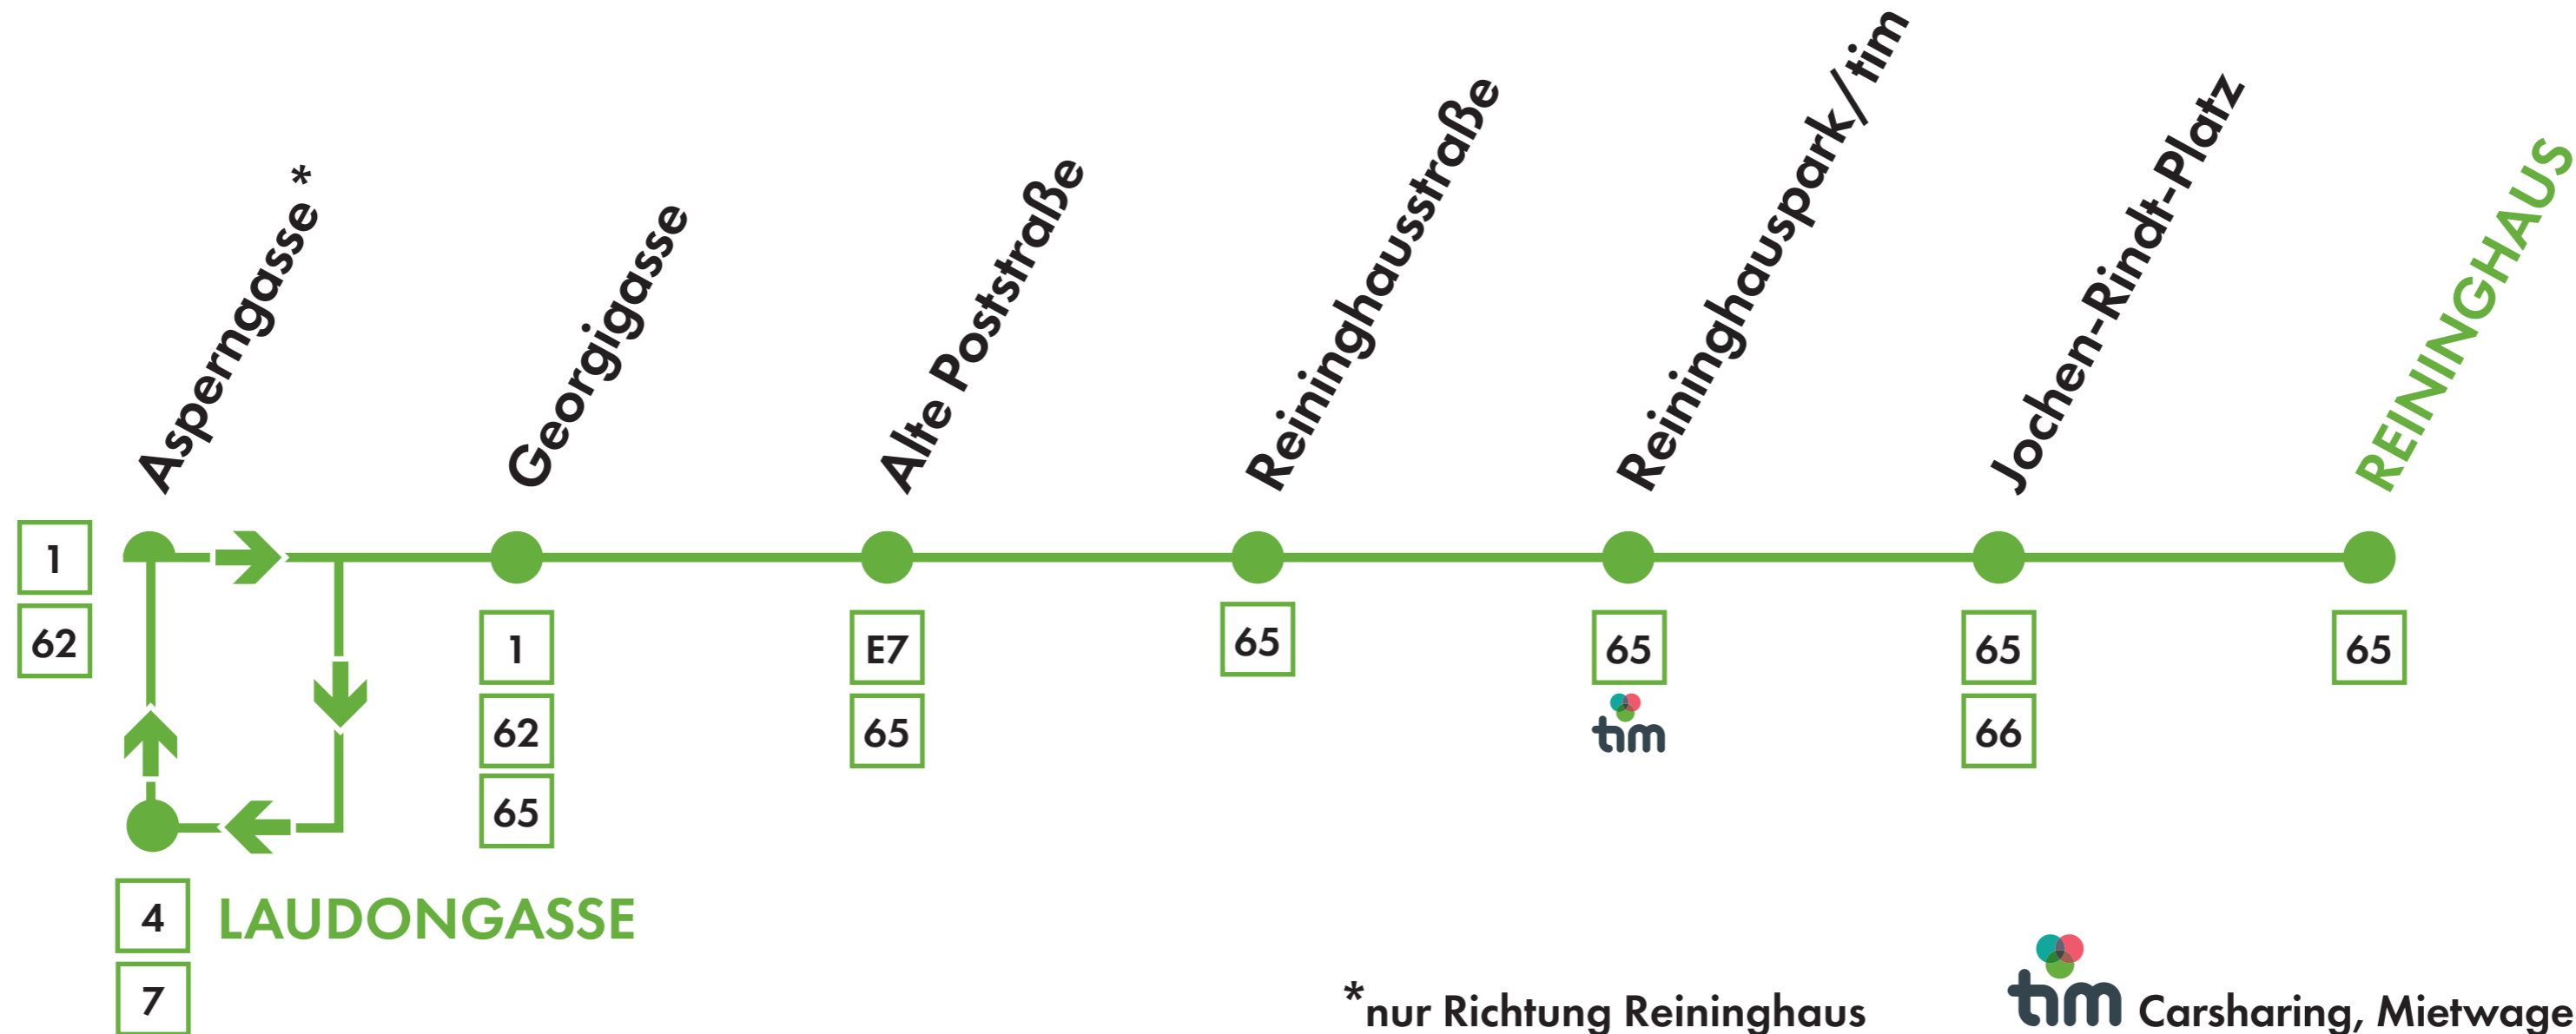 Asperngasse *
Georgigasse
Alte Poststraße
Reininghausstraße
Reininghauspark/tim
Jochen-Rindt-Platz
REININGHAUS
1
62
1
62
65
E7
65
65
65
tim
65
66
65
4
7
LAUDONGASSE
*nur Richtung Reininghaus
tim Carsharing, Mietwage